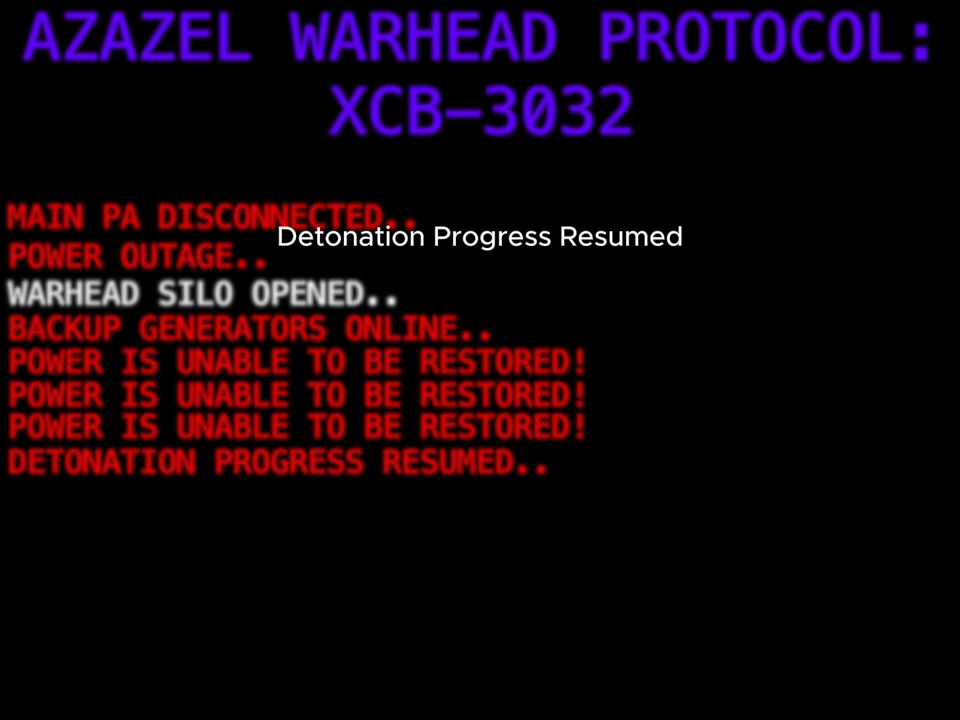 AZAZEL WARHEAD PROTOCOL:
XCB-3032
MAIN PA DISCONNECTED..
Detonation Progress Resumed
POWER OUTAGE..
WARHEAD SILO OPENED..
BACKUP GENERATORS ONLINE..
POWER IS UNABLE TO BE RESTORED!
POWER IS UNABLE TO BE RESTORED!
POWER IS UNABLE TO BE RESTORED!
DETONATION PROGRESS RESUMED..